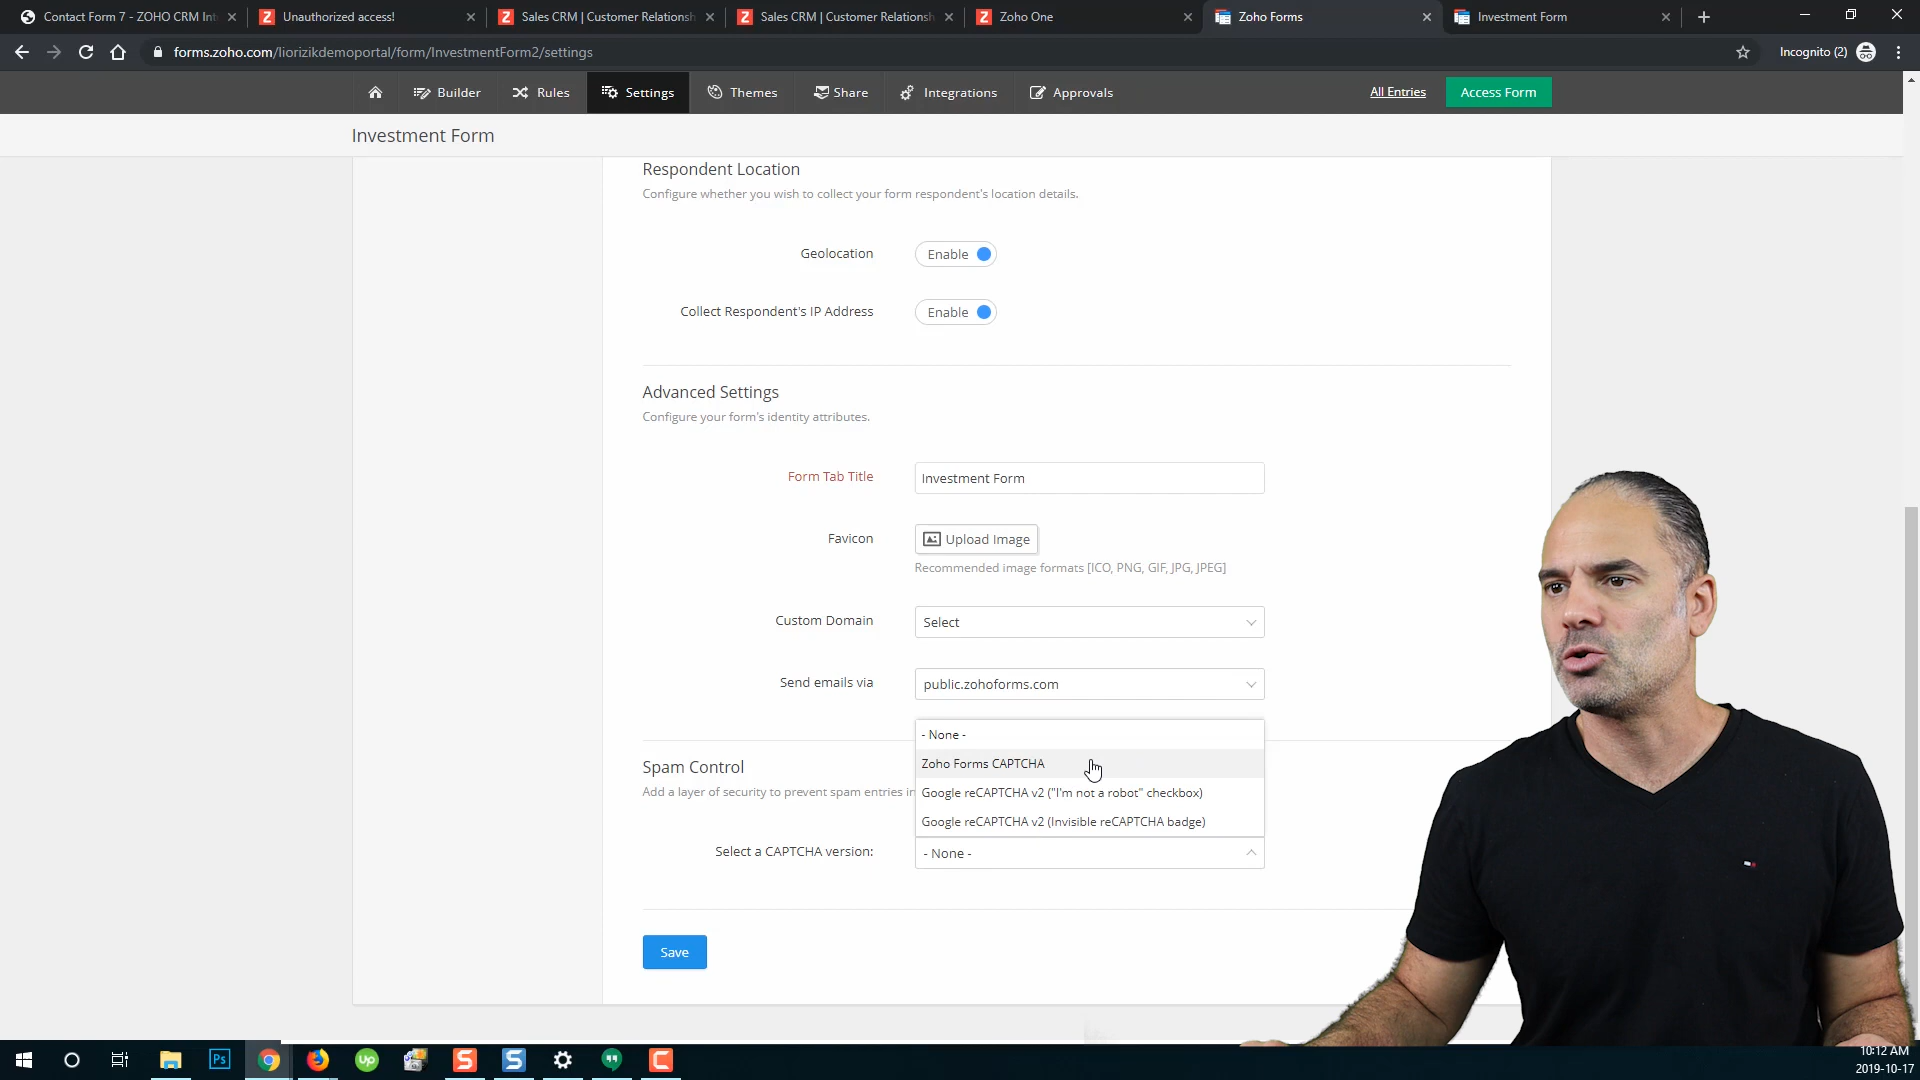 Contact Form 7 - ZOHO CRM Int
Unauthorized access!
Sales CRM | Customer Relationsh
Sales CRM | Customer Relationsh
Zoho One
Zoho Forms
Investment Form
forms.zoho.com/liorizikdemoportal/form/InvestmentForm2/settings
Incognito (2)
Builder
Rules
Settings
Themes
Share
Integrations
Approvals
All Entries
Access Form
Investment Form
Respondent Location
Configure whether you wish to collect your form respondent's location details.
Geolocation
Enable
Collect Respondent's IP Address
Enable
Advanced Settings
Configure your form's identity attributes.
Form Tab Title
Investment Form
Favicon
Upload Image
Recommended image formats [ICO, PNG, GIF, JPG, JPEG]
Custom Domain
Select
Send emails via
public.zohoforms.com
- None -
Spam Control
Zoho Forms CAPTCHA
Add a layer of security to prevent spam entries in
Google reCAPTCHA v2 ("I'm not a robot" checkbox)
Google reCAPTCHA v2 (Invisible reCAPTCHA badge)
Select a CAPTCHA version:
- None -
Save
Ps
Up
S
S
C
10:12 AM
2019-10-17